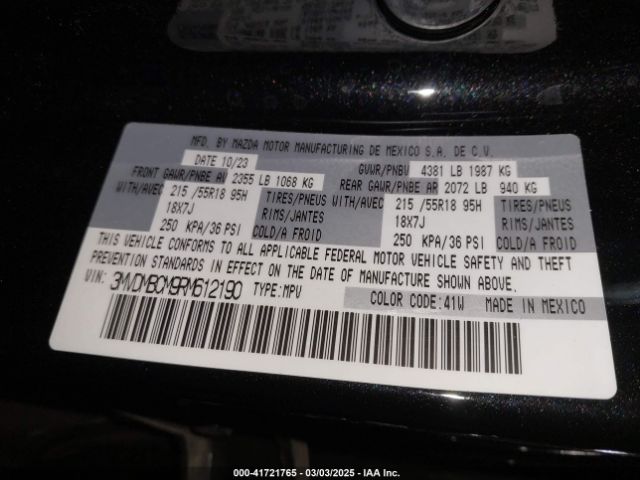 MFD. BY MAZDA MOTOR MANUFACTURING DE MEXICO S.A. DE C.V.
DATE 10/23 GVWR/PNBV 4381 LB 1987 KG
FRONT GAWR/PNBE AV 2355 LB 1068 KG REAR GAWR/PNBE AR 2072 LB 940 KG
WITH/AVEC 215 /55R18 95H TIRES/PNEUS WITH/AVEC 215 /55R18 95H TIRES/PNEUS
18X7J RIMS/JANTES 18X7J RIMS/JANTES
250 KPA/36 PSI COLD/A FROID 250 KPA/36 PSI COLD/A FROID
THIS VEHICLE CONFORMS TO ALL APPLICABLE FEDERAL MOTOR VEHICLE SAFETY AND THEFT
PREVENTION STANDARDS IN EFFECT ON THE DATE OF MANUFACTURE SHOWN ABOVE.
VIN: 3MVDMBCM9RM612190 TYPE:MPV COLOR CODE:41W MADE IN MEXICO
000-41721765 — 03/03/2025 — IAA Inc.